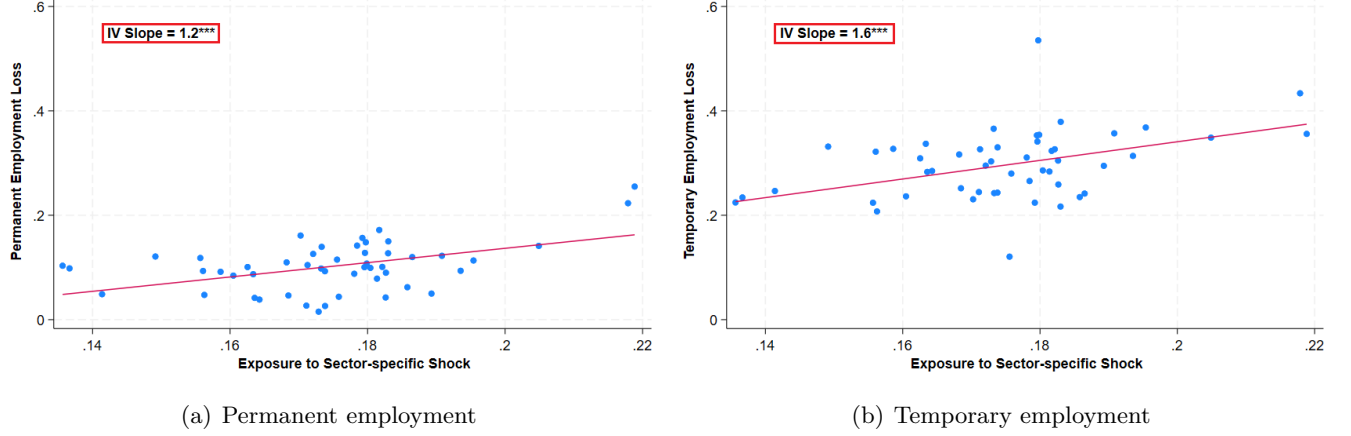 .6
.4
.2
0
Permanent Employment Loss
IV Slope = 1.2***
.14 .16 .18 .2 .22
Exposure to Sector-specific Shock
(a) Permanent employment
.6
.4
.2
0
Temporary Employment Loss
IV Slope = 1.6***
.14 .16 .18 .2 .22
Exposure to Sector-specific Shock
(b) Temporary employment